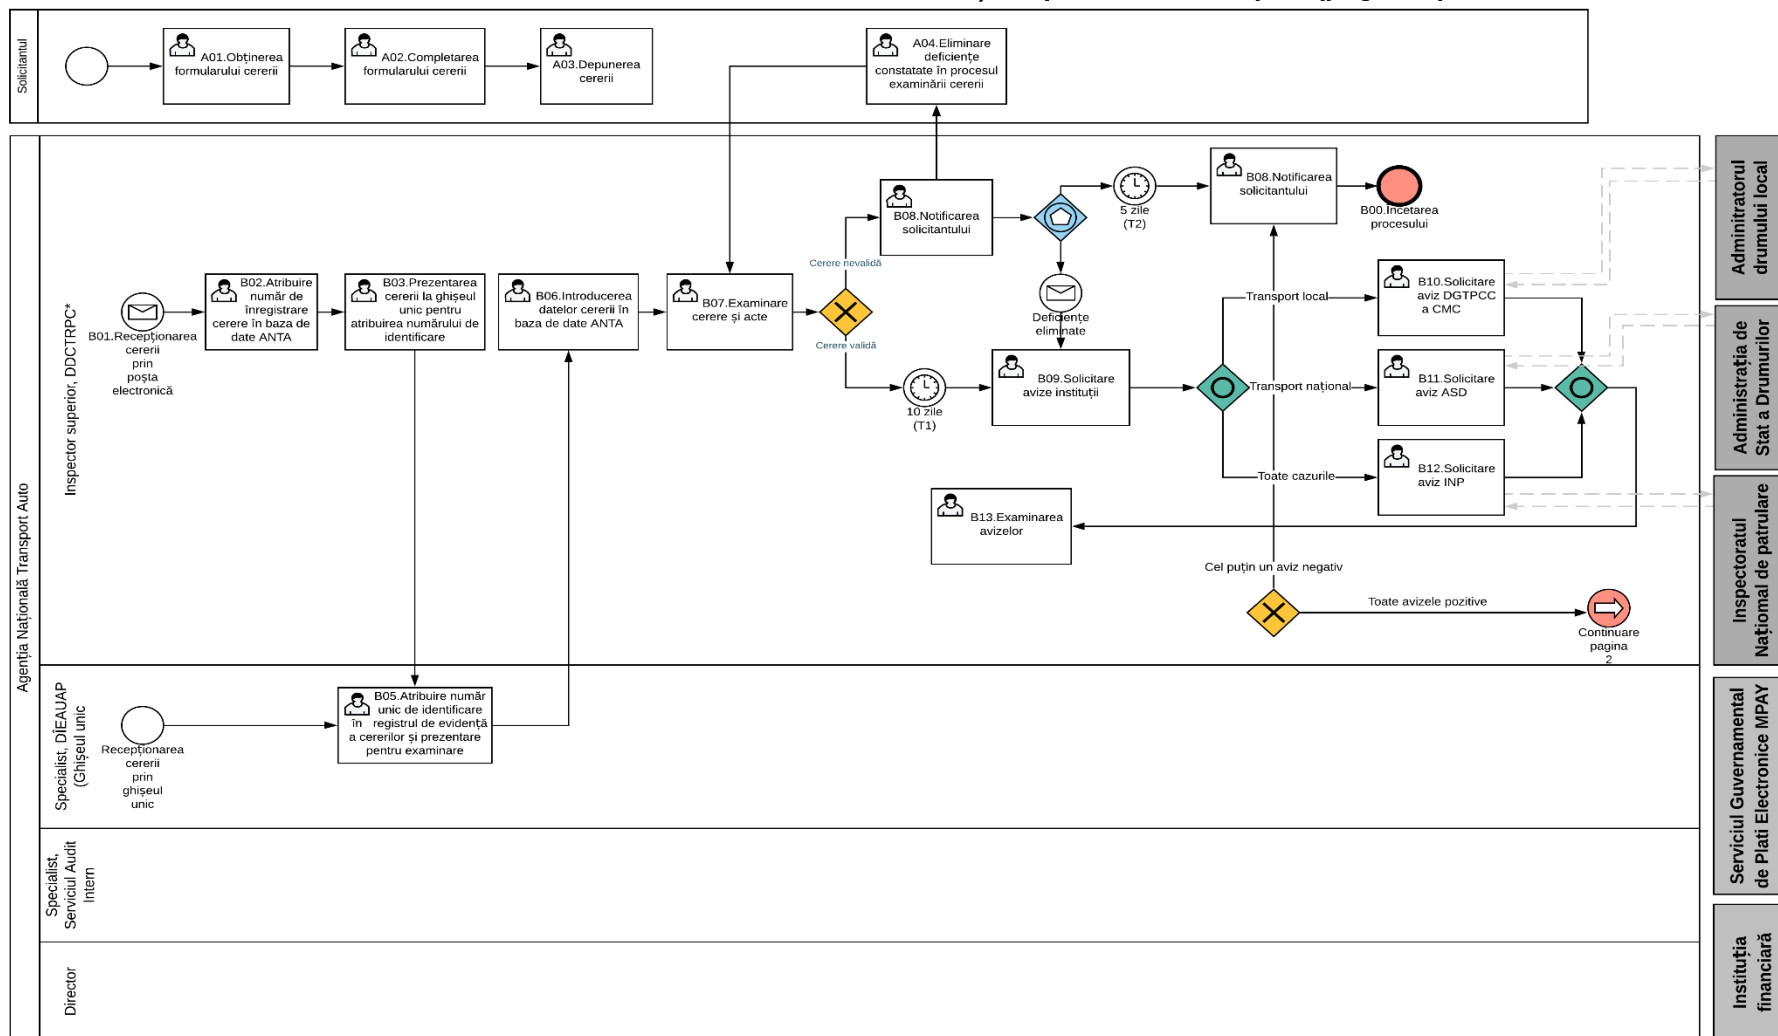 Solicitantul
A01.Obținerea
formularului cererii
A02.Completarea
formularului cererii
A03.Depunerea
cererii
A04.Eliminare
deficiențe
constatate în procesul
examinării cererii
Agenția Națională Transport Auto
Inspector superior, DDCTRPC*
B01.Recepționarea
cererii
prin
poșta
electronică
B02.Atribuire
număr de
înregistrare
cerere în baza de
date ANTA
B03.Prezentarea
cererii la ghișeul
unic pentru
atribuirea numărului de
identificare
B06.Introducerea
datelor cererii în
baza de date ANTA
B07.Examinare
cerere și acte
Cerere nevalidă
Cerere validă
B08.Notificarea
solicitantului
5 zile
(T2)
B08.Notificarea
solicitantului
B00.Incetarea
procesului
Deficiențe
eliminate
10 zile
(T1)
B09.Solicitare
avize instituții
Transport local
Transport național
Toate cazurile
B10.Solicitare
aviz DGTPCC
a CMC
B11.Solicitare
aviz ASD
B12.Solicitare
aviz INP
B13.Examinarea
avizelor
Cel puțin un aviz negativ
Toate avizele pozitive
Continuare
pagina
2
Specialist, DÎEAUAP
(Ghișeul unic)
Recepționarea
cererii
prin
ghișeul
unic
B05.Atribuire număr
unic de identificare
în registrul de evidență
a cererilor și prezentare
pentru examinare
Specialist,
Serviciul Audit
Intern
Director
Adminitratorul
drumului local
Administrația de
Stat a Drumurilor
Inspectoratul
Național de patrulare
Serviciul Guvernamental
de Plati Electronice MPAY
Instituția
financiară